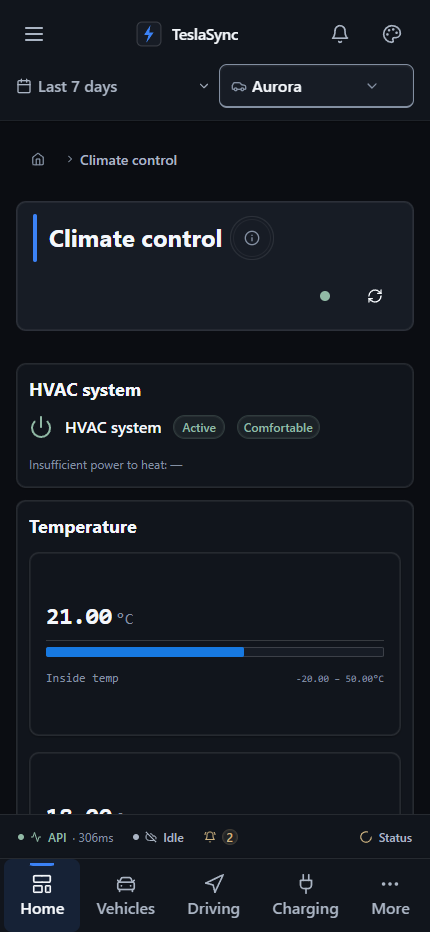 TeslaSync
Last 7 days
Aurora
Climate control
Climate control
HVAC system
HVAC system Active Comfortable
Insufficient power to heat: —
Temperature
21.00 °C
Inside temp -20.00 – 50.00°C
API · 306ms Idle 2 Status
Home Vehicles Driving Charging More